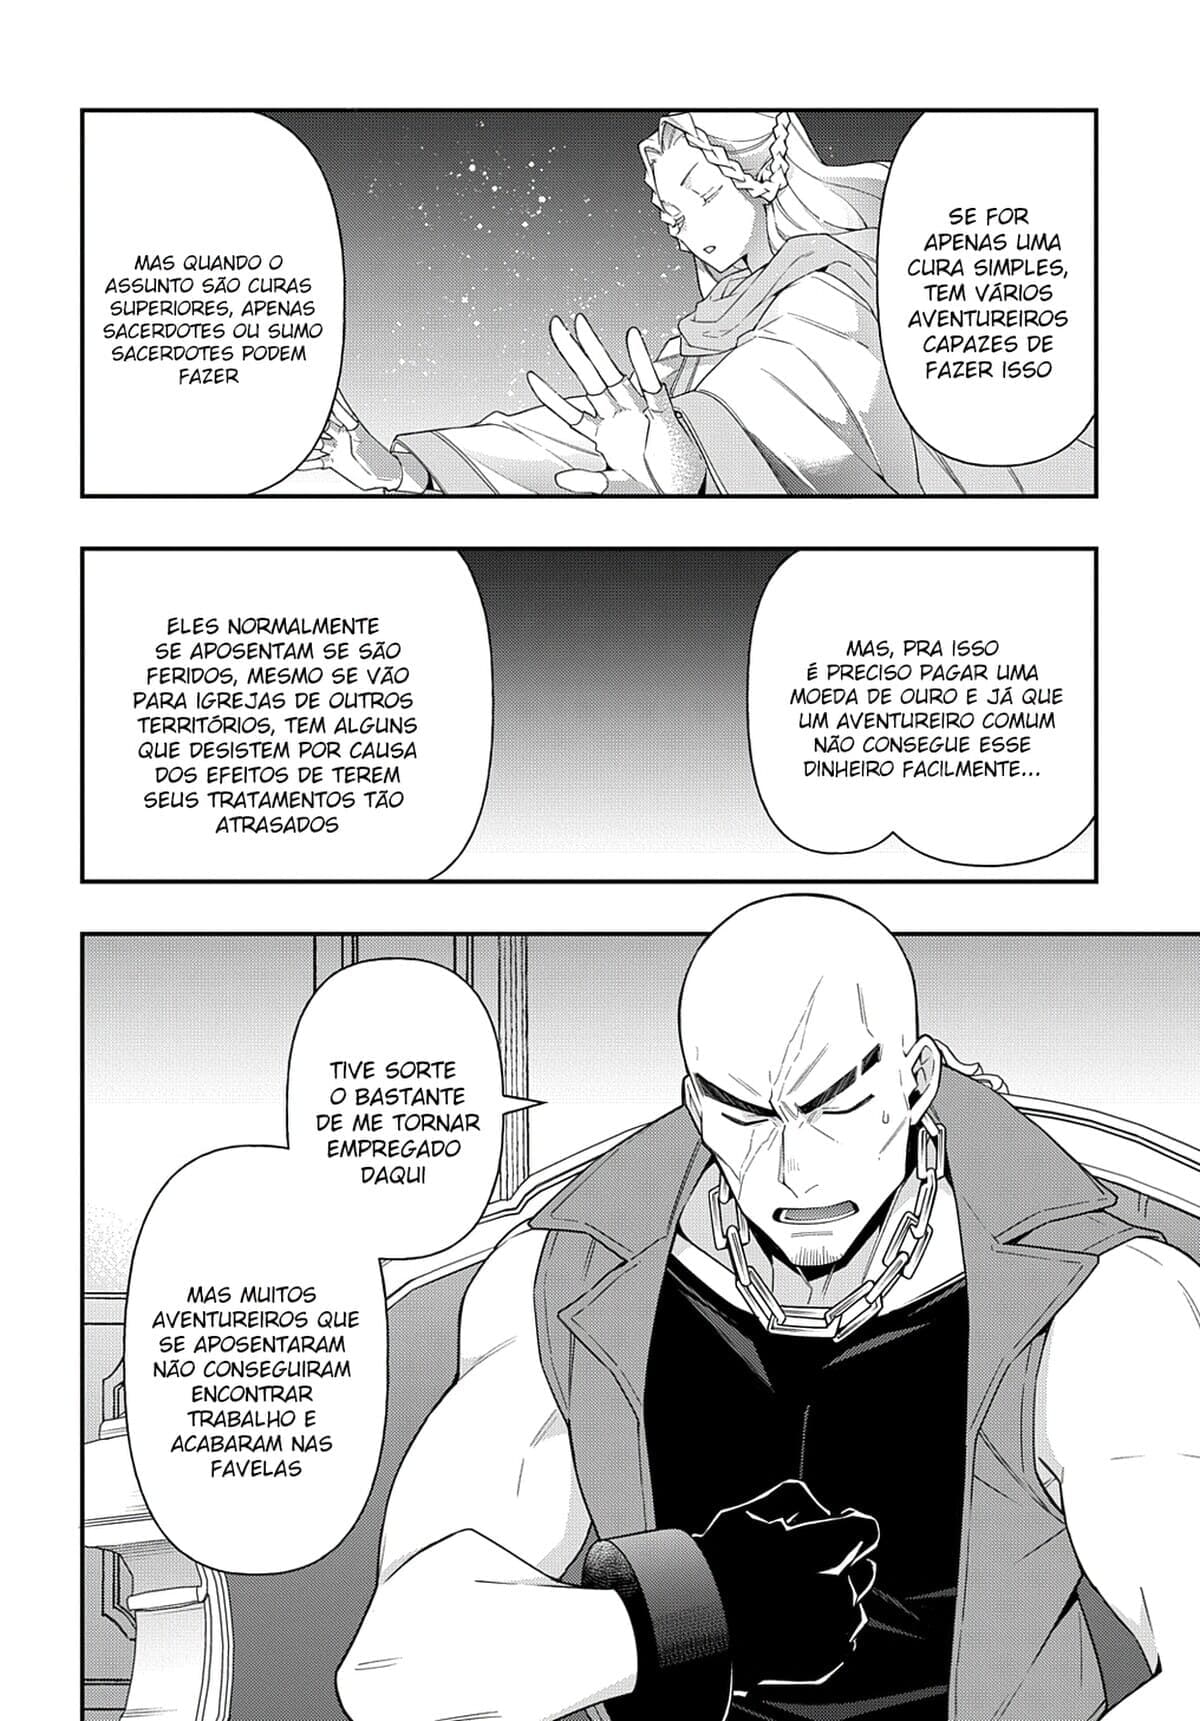 SE FOR
APENAS UMA
CURA SIMPLES,
TEM VÁRIOS
AVENTUREIROS
CAPAZES DE
FAZER ISSO
MAS QUANDO O
ASSUNTO SÃO CURAS
SUPERIORES, APENAS
SACERDOTES OU SUMO
SACERDOTES PODEM
FAZER
MAS, PRA ISSO
É PRECISO PAGAR UMA
MOEDA DE OURO E JÁ QUE
UM AVENTUREIRO COMUM
NÃO CONSEGUE ESSE
DINHEIRO FACILMENTE...
ELES NORMALMENTE
SE APOSENTAM SE SÃO
FERIDOS, MESMO SE VÃO
PARA IGREJAS DE OUTROS
TERRITÓRIOS, TEM ALGUNS
QUE DESISTEM POR CAUSA
DOS EFEITOS DE TEREM
SEUS TRATAMENTOS TÃO
ATRASADOS
TIVE SORTE
O BASTANTE
DE ME TORNAR
EMPREGADO
DAQUI
MAS MUITOS
AVENTUREIROS QUE
SE APOSENTARAM
NÃO CONSEGUIRAM
ENCONTRAR
TRABALHO E
ACABARAM NAS
FAVELAS